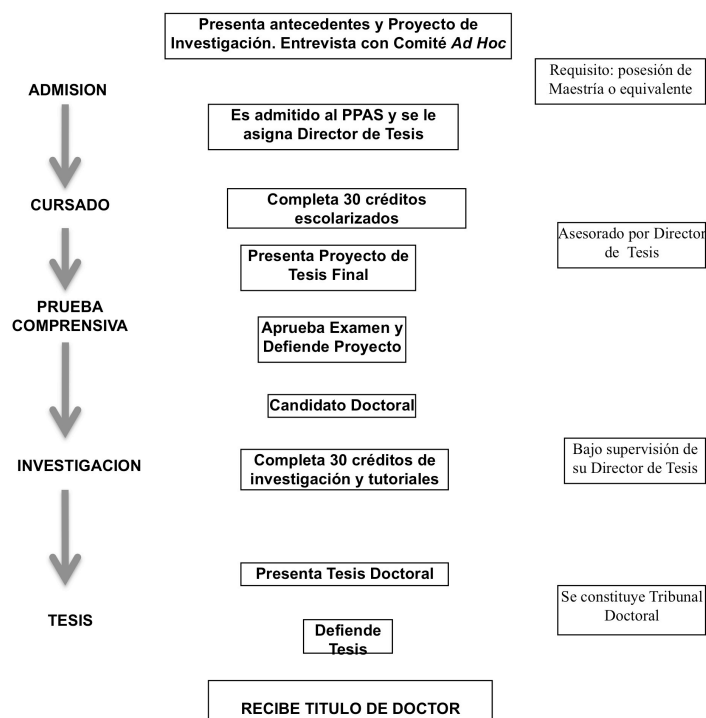 Presenta antecedentes y Proyecto de
Investigación. Entrevista con Comité Ad Hoc
Requisito: posesión de
Maestría o equivalente
ADMISION
Es admitido al PPAS y se le
asigna Director de Tesis
CURSADO
Completa 30 créditos
escolarizados
Asesorado por Director
de Tesis
Presenta Proyecto de
Tesis Final
PRUEBA
COMPRENSIVA
Aprueba Examen y
Defiende Proyecto
Candidato Doctoral
INVESTIGACION
Completa 30 créditos de
investigación y tutoriales
Bajo supervisión de
su Director de Tesis
Presenta Tesis Doctoral
Se constituye Tribunal
Doctoral
TESIS
Defiende
Tesis
RECIBE TITULO DE DOCTOR